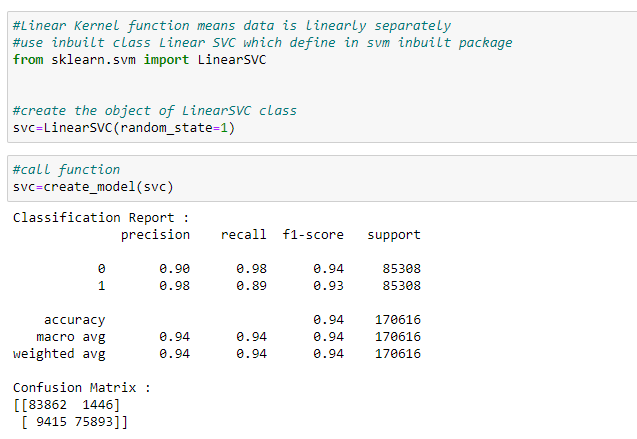 #Linear Kernel function means data is linearly separately
#use inbuilt class Linear SVC which define in svm inbuilt package
from sklearn.svm import LinearSVC
#create the object of LinearSVC class
svc=LinearSVC(random_state=1)
#call function
svc=create_model(svc)
Classification Report :
precision recall f1-score support
0 0.90 0.98 0.94 85308
1 0.98 0.89 0.93 85308
accuracy 0.94 170616
macro avg 0.94 0.94 0.94 170616
weighted avg 0.94 0.94 0.94 170616
Confusion Matrix :
[[83862 1446]
[ 9415 75893]]